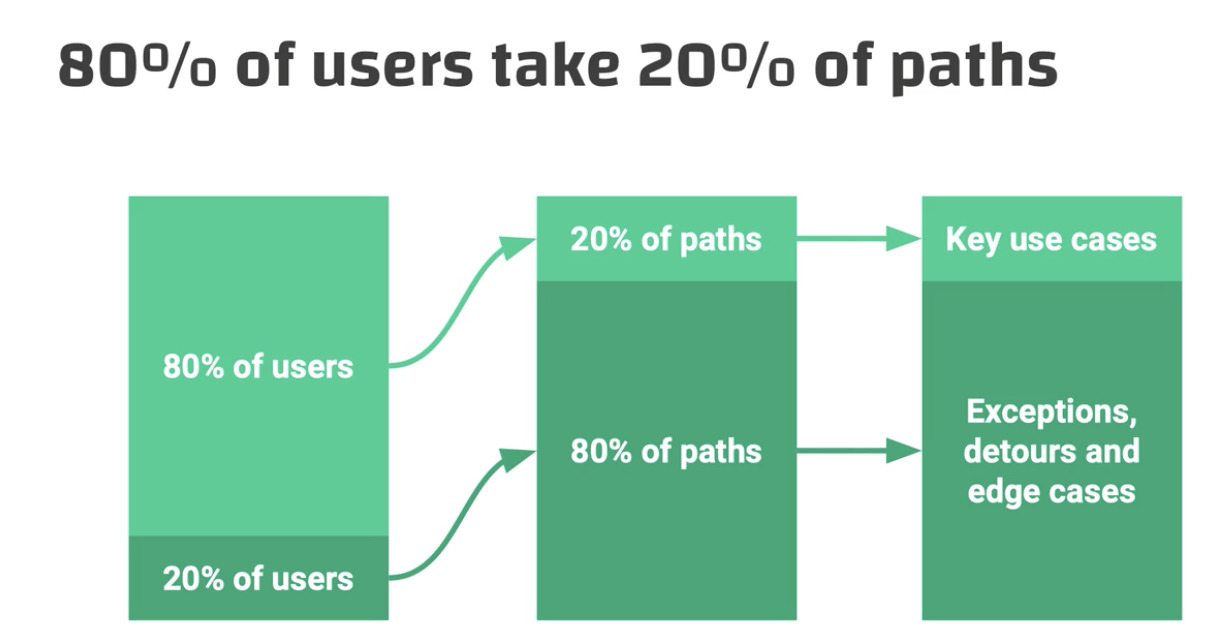 80% of users take 20% of paths
80% of users
20% of users
20% of paths
80% of paths
Key use cases
Exceptions,
detours and
edge cases